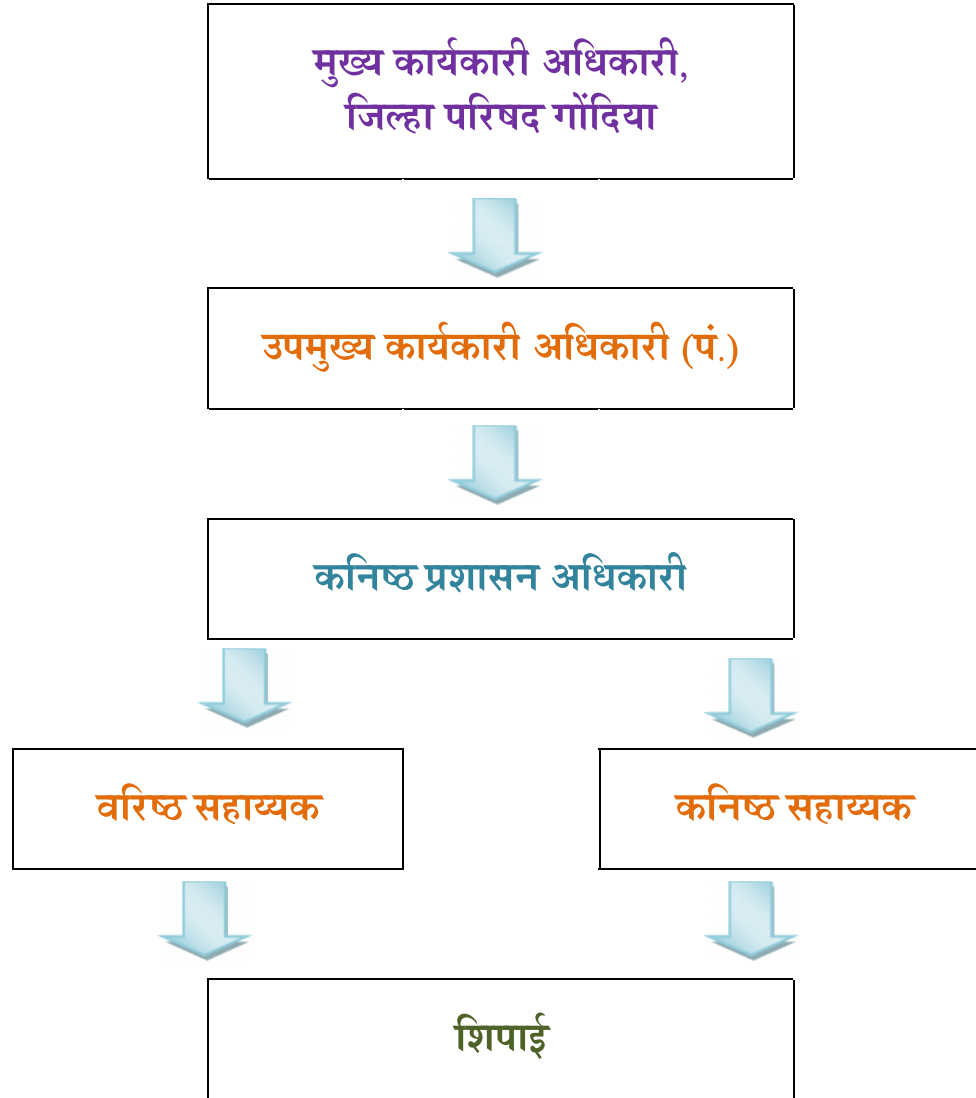 मुख्य कार्यकारी अधिकारी,
जिल्हा परिषद गोंदिया
उपमुख्य कार्यकारी अधिकारी (पं.)
कनिष्ठ प्रशासन अधिकारी
वरिष्ठ सहाय्यक
कनिष्ठ सहाय्यक
शिपाई